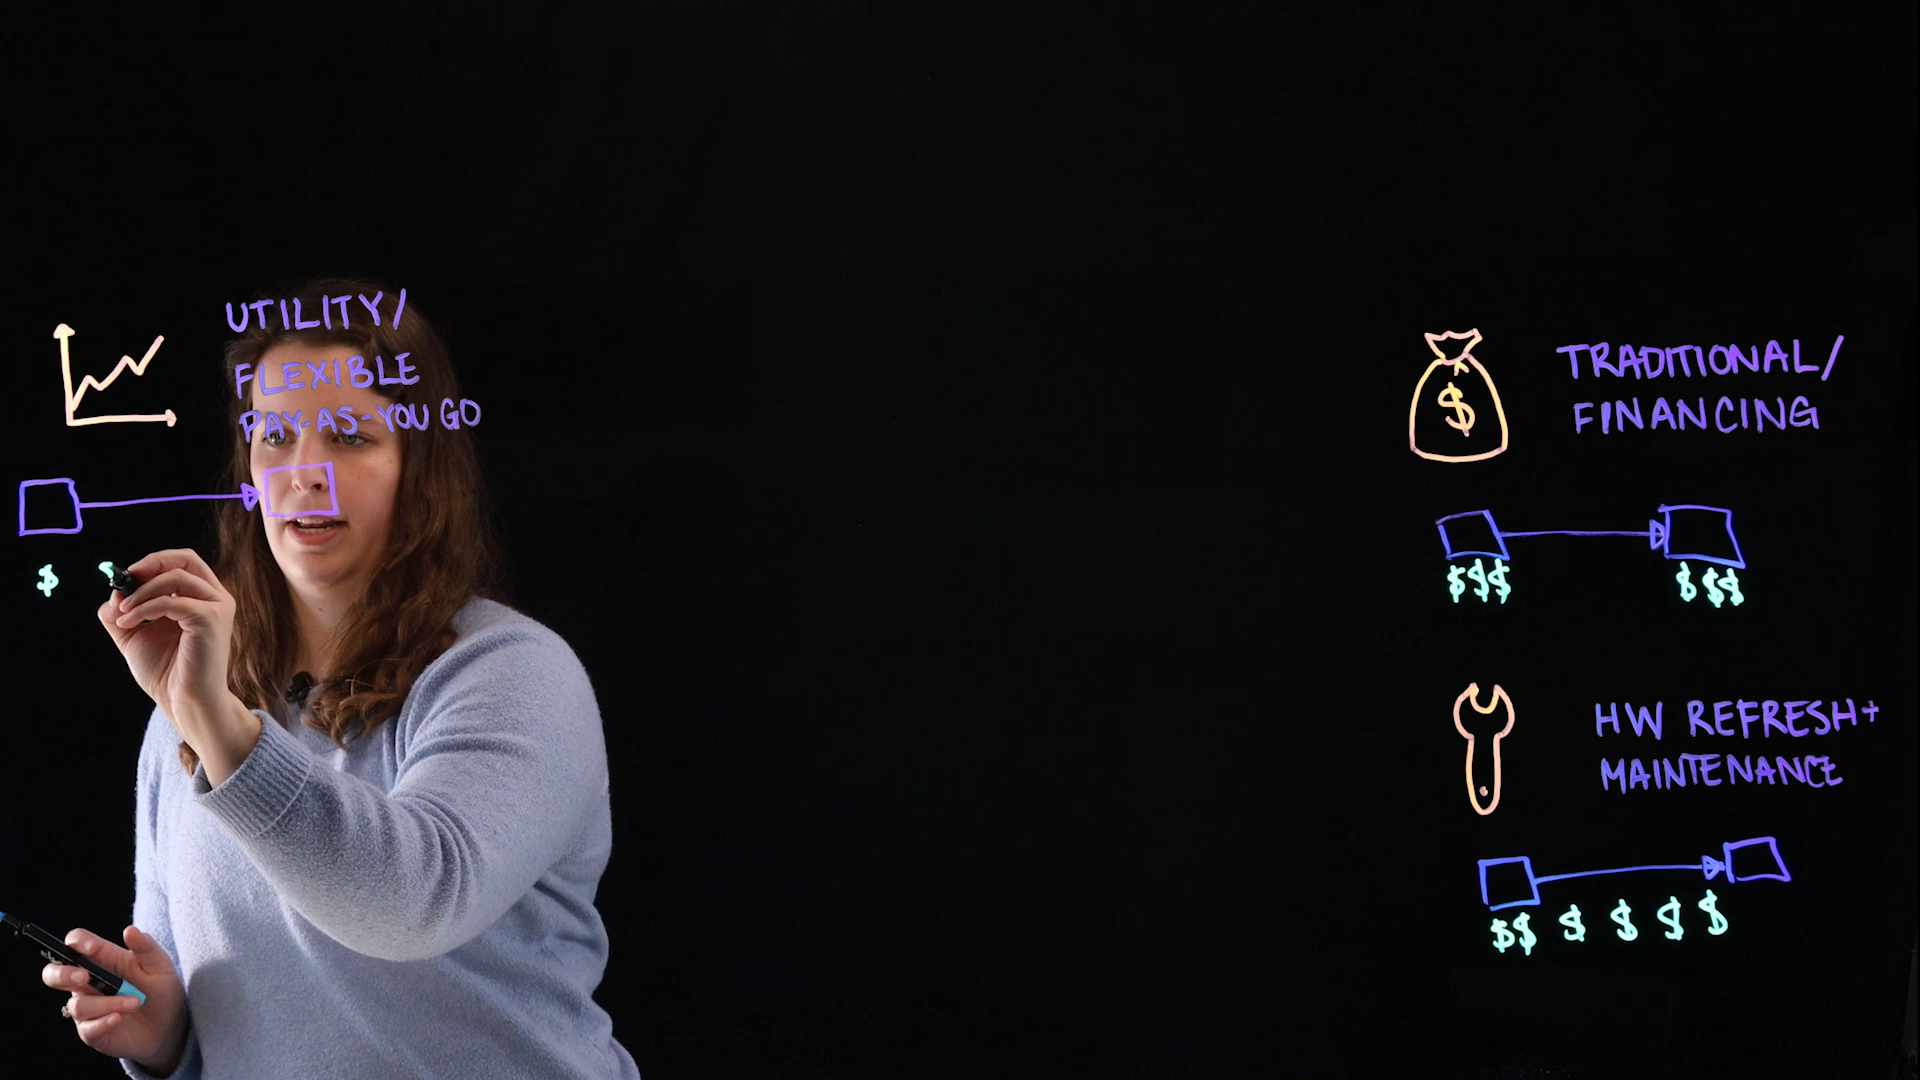 UTILITY/
FLEXIBLE
PAY-AS-YOU GO
$
$
TRADITIONAL/
FINANCING
$$$ $$$
HW REFRESH+
MAINTENANCE
$$ $ $ $ $